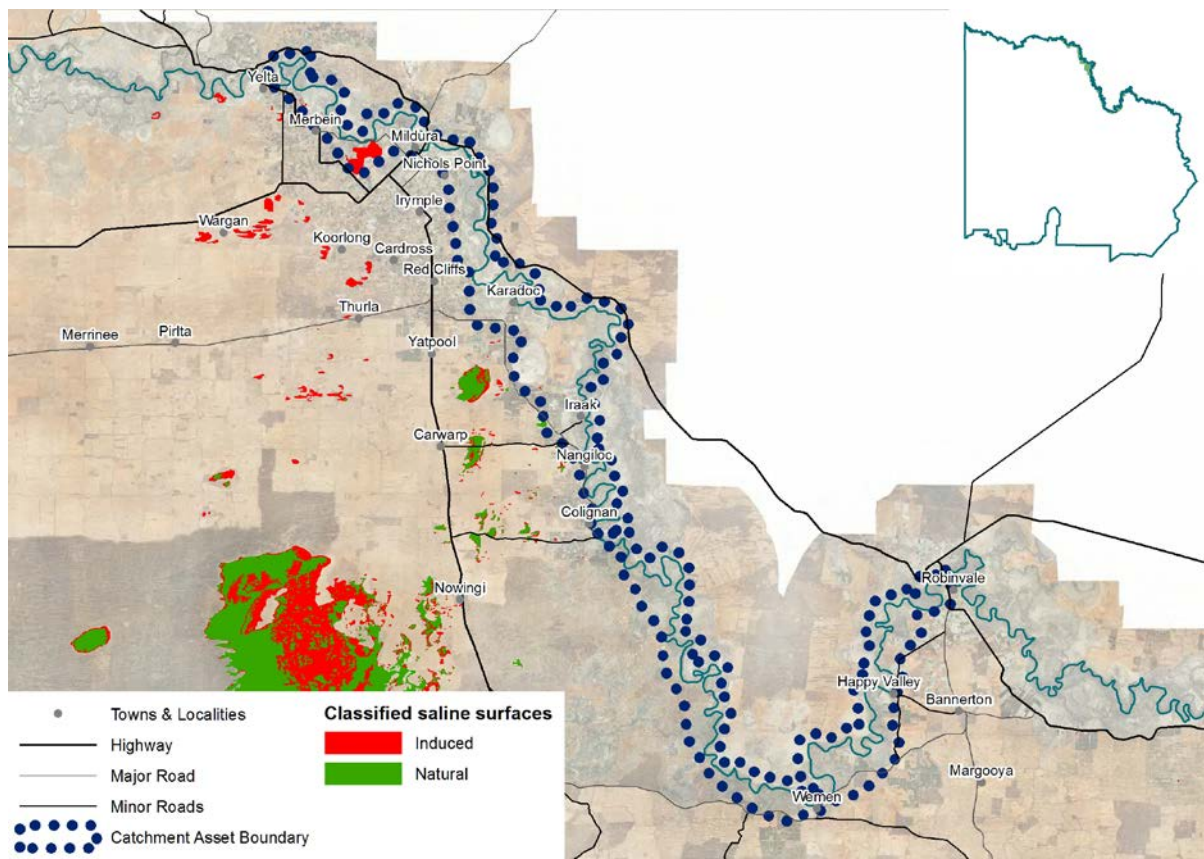 Yelta
Merbein
Mildura
Nichols Point
Irymple
Wargan
Koorlong
Cardross
Red Cliffs
Karadoc
Thurla
Merrinee
Pirlta
Yatpool
Iraak
Carwarp
Nangiloc
Colignan
Nowingi
Robinvale
Happy Valley
Bannerton
Margooya
Wemen
Towns & Localities
Highway
Major Road
Minor Roads
Catchment Asset Boundary
Classified saline surfaces
Induced
Natural